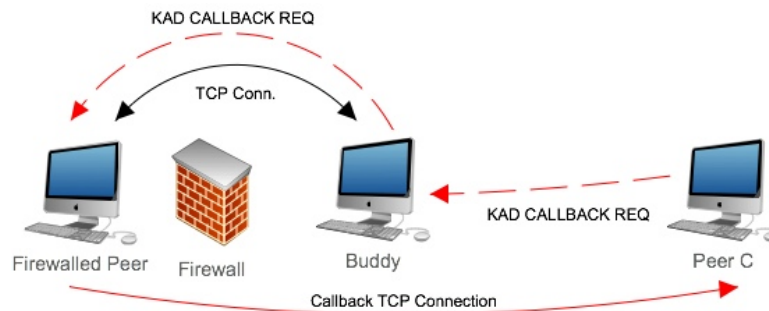 KAD CALLBACK REQ
TCP Conn.
KAD CALLBACK REQ
Firewalled Peer
Firewall
Buddy
Peer C
Callback TCP Connection